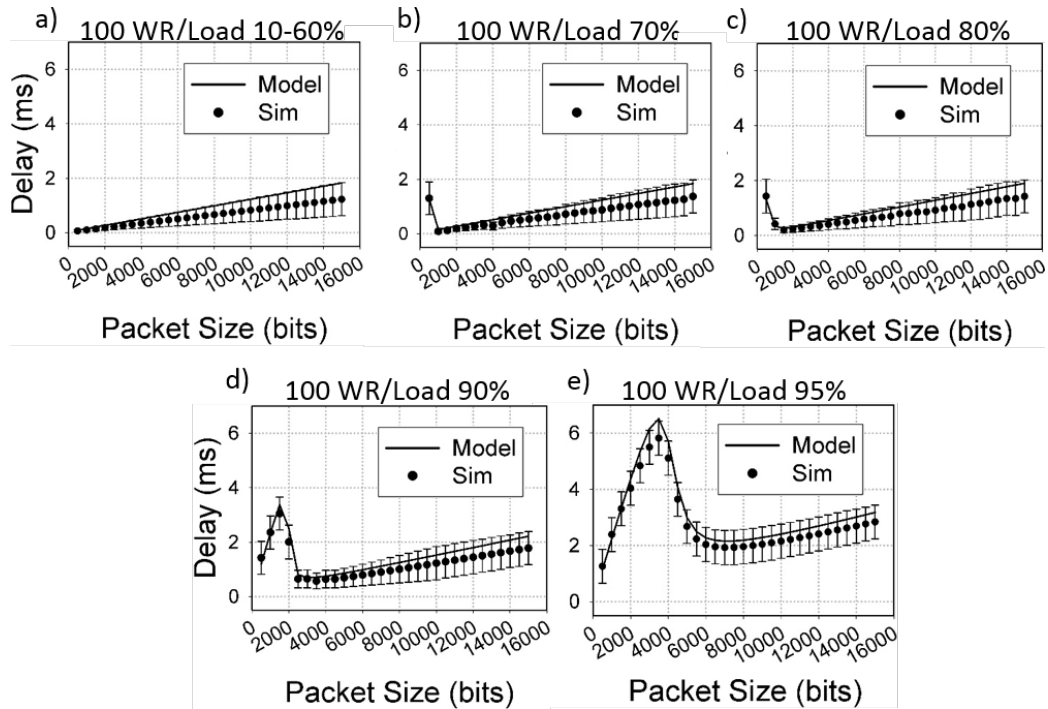 a) 100 WR/Load 10-60%
6
4
2
0
Delay (ms)
Model
Sim
0 2000 4000 6000 8000 10000 12000 14000 16000
Packet Size (bits)
b) 100 WR/Load 70%
6
4
2
0
Model
Sim
0 2000 4000 6000 8000 10000 12000 14000 16000
Packet Size (bits)
c) 100 WR/Load 80%
6
4
2
0
Model
Sim
0 2000 4000 6000 8000 10000 12000 14000 16000
Packet Size (bits)
d) 100 WR/Load 90%
6
4
2
0
Delay (ms)
Model
Sim
0 2000 4000 6000 8000 10000 12000 14000 16000
Packet Size (bits)
e) 100 WR/Load 95%
6
4
2
0
Model
Sim
0 2000 4000 6000 8000 10000 12000 14000 16000
Packet Size (bits)